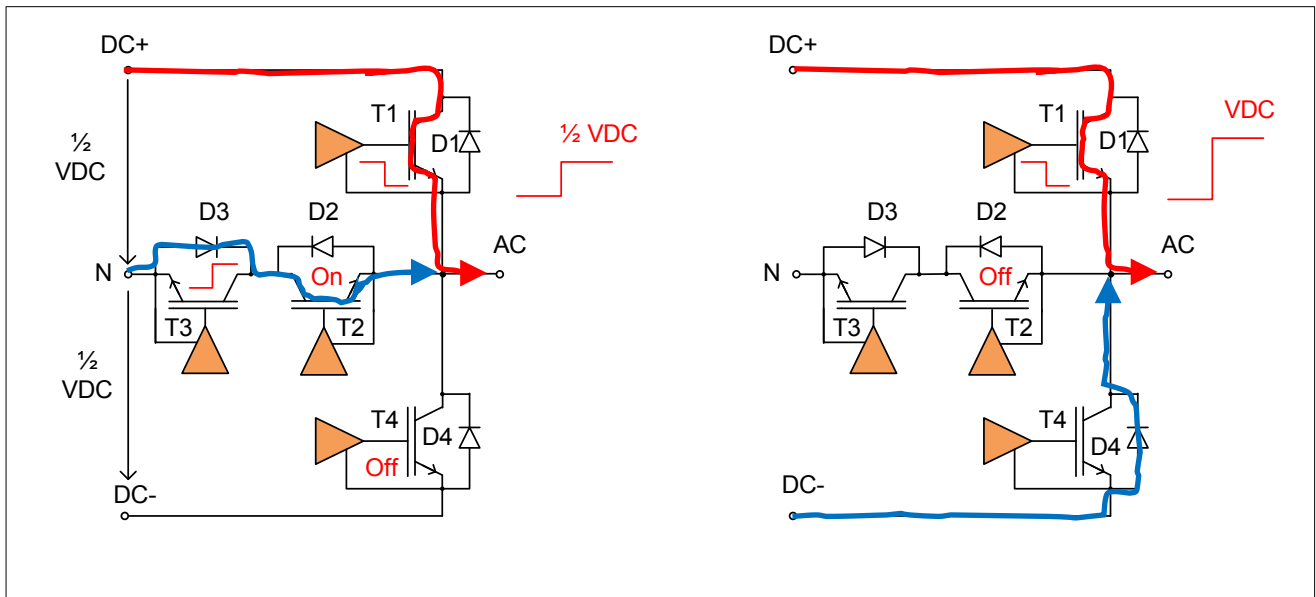 DC+
T1
D1
½
VDC
½ VDC
D3
D2
AC
N
On
T3
T2
½
VDC
T4
D4
Off
DC-
DC+
T1
D1
VDC
D3
D2
AC
N
Off
T3
T2
T4
D4
DC-